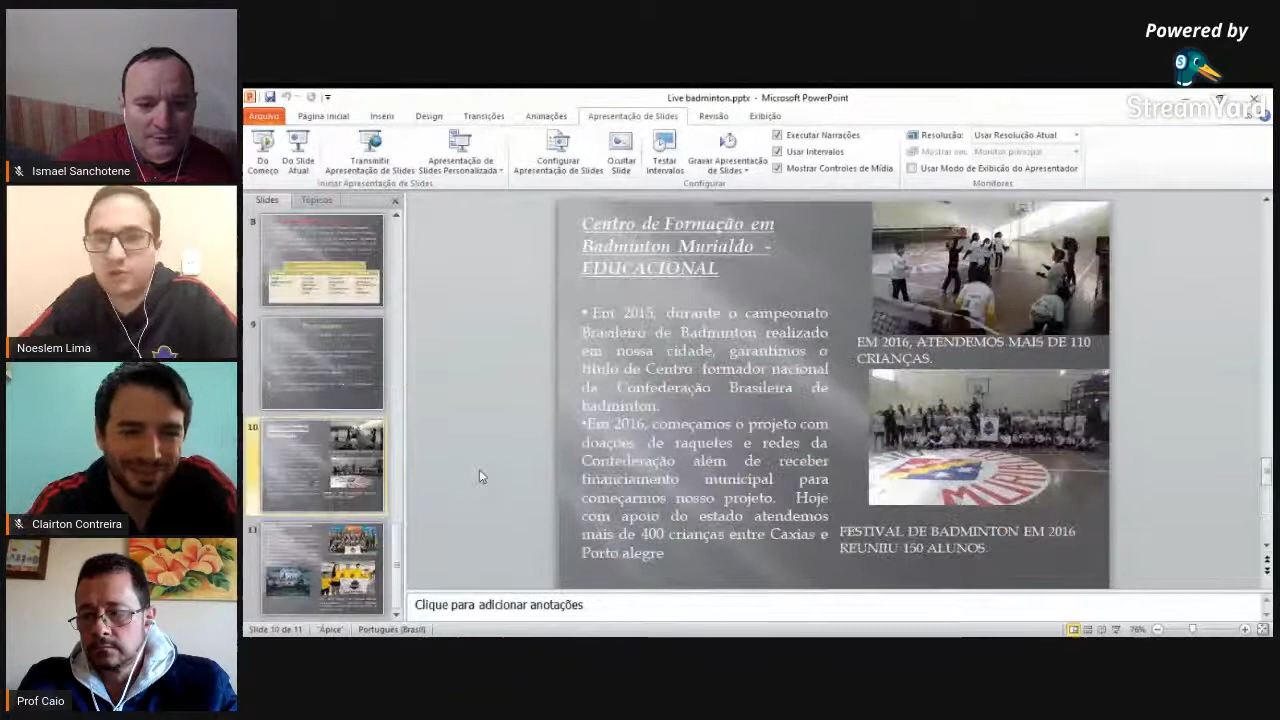 Powered by
StreamYard
Ismael Sanchotene
Noeslem Lima
Clairton Contreira
Prof Caio
Live badminton.pptx - Microsoft PowerPoint
Arquivo
Página Inicial
Inserir
Design
Transições
Animações
Apresentação de Slides
Revisão
Exibição
Do Começo
Do Slide Atual
Transmitir Apresentação de Slides
Apresentação de Slides Personalizada
Configurar Apresentação de Slides
Ocultar Slide
Testar Intervalos
Gravar Apresentação de Slides
Executar Narrações
Usar Intervalos
Mostrar Controles de Mídia
Resolução:
Usar Resolução Atual
Mostrar em:
Monitor principal
Usar Modo de Exibição do Apresentador
Iniciar Apresentação de Slides
Configurar
Monitores
Slides
Tópicos
8
9
10
11
Centro de Formação em
Badminton Murialdo -
EDUCACIONAL
• Em 2015, durante o campeonato
Brasileiro de Badminton realizado
em nossa cidade, garantimos o
título de Centro formador nacional
da Confederação Brasileira de
badminton.
•Em 2016, começamos o projeto com
doações de raquetes e redes da
Confederação além de receber
financiamento municipal para
começarmos nosso projeto. Hoje
com apoio do estado atendemos
mais de 400 crianças entre Caxias e
Porto alegre
EM 2016, ATENDEMOS MAIS DE 110
CRIANÇAS.
MURIALDO
FESTIVAL DE BADMINTON EM 2016
REUNIU 150 ALUNOS.
Clique para adicionar anotações
Slide 10 de 11
"Ápice"
Português (Brasil)
76%